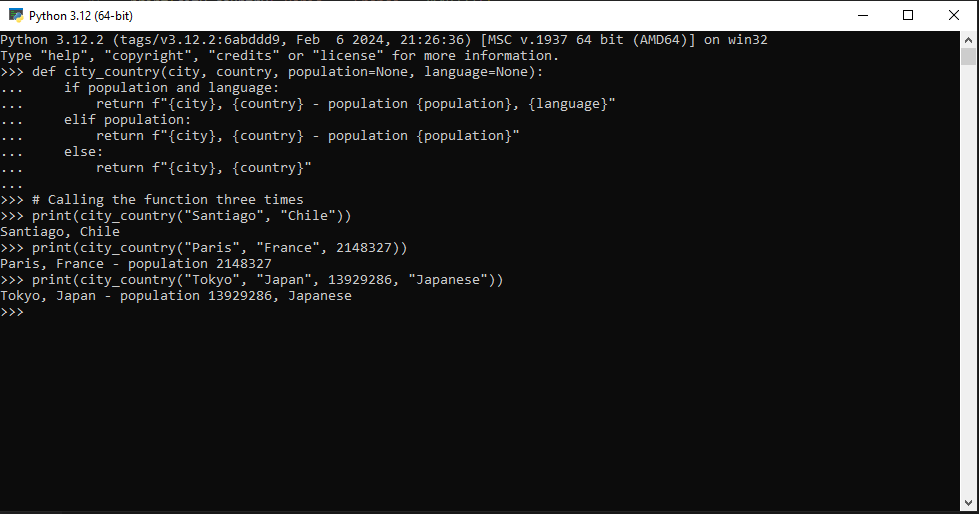 Python 3.12 (64-bit)
Python 3.12.2 (tags/v3.12.2:6abddd9, Feb  6 2024, 21:26:36) [MSC v.1937 64 bit (AMD64)] on win32
Type "help", "copyright", "credits" or "license" for more information.
>>> def city_country(city, country, population=None, language=None):
...     if population and language:
...         return f"{city}, {country} - population {population}, {language}"
...     elif population:
...         return f"{city}, {country} - population {population}"
...     else:
...         return f"{city}, {country}"
...
>>> # Calling the function three times
>>> print(city_country("Santiago", "Chile"))
Santiago, Chile
>>> print(city_country("Paris", "France", 2148327))
Paris, France - population 2148327
>>> print(city_country("Tokyo", "Japan", 13929286, "Japanese"))
Tokyo, Japan - population 13929286, Japanese
>>>